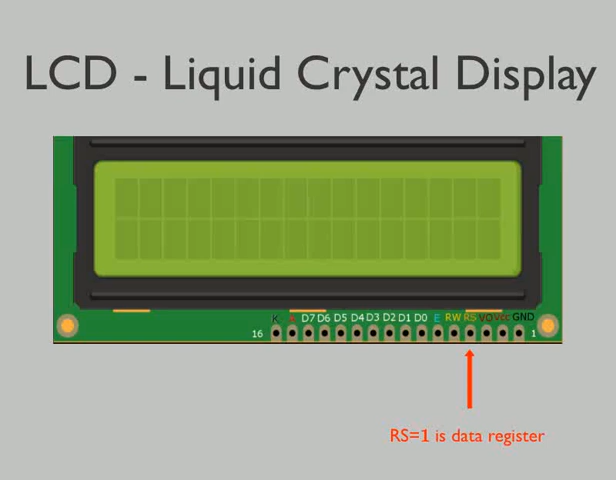 LCD - Liquid Crystal Display
K A D7 D6 D5 D4 D3 D2 D1 D0 E RW RS VO Vcc GND
16 1
RS=1 is data register